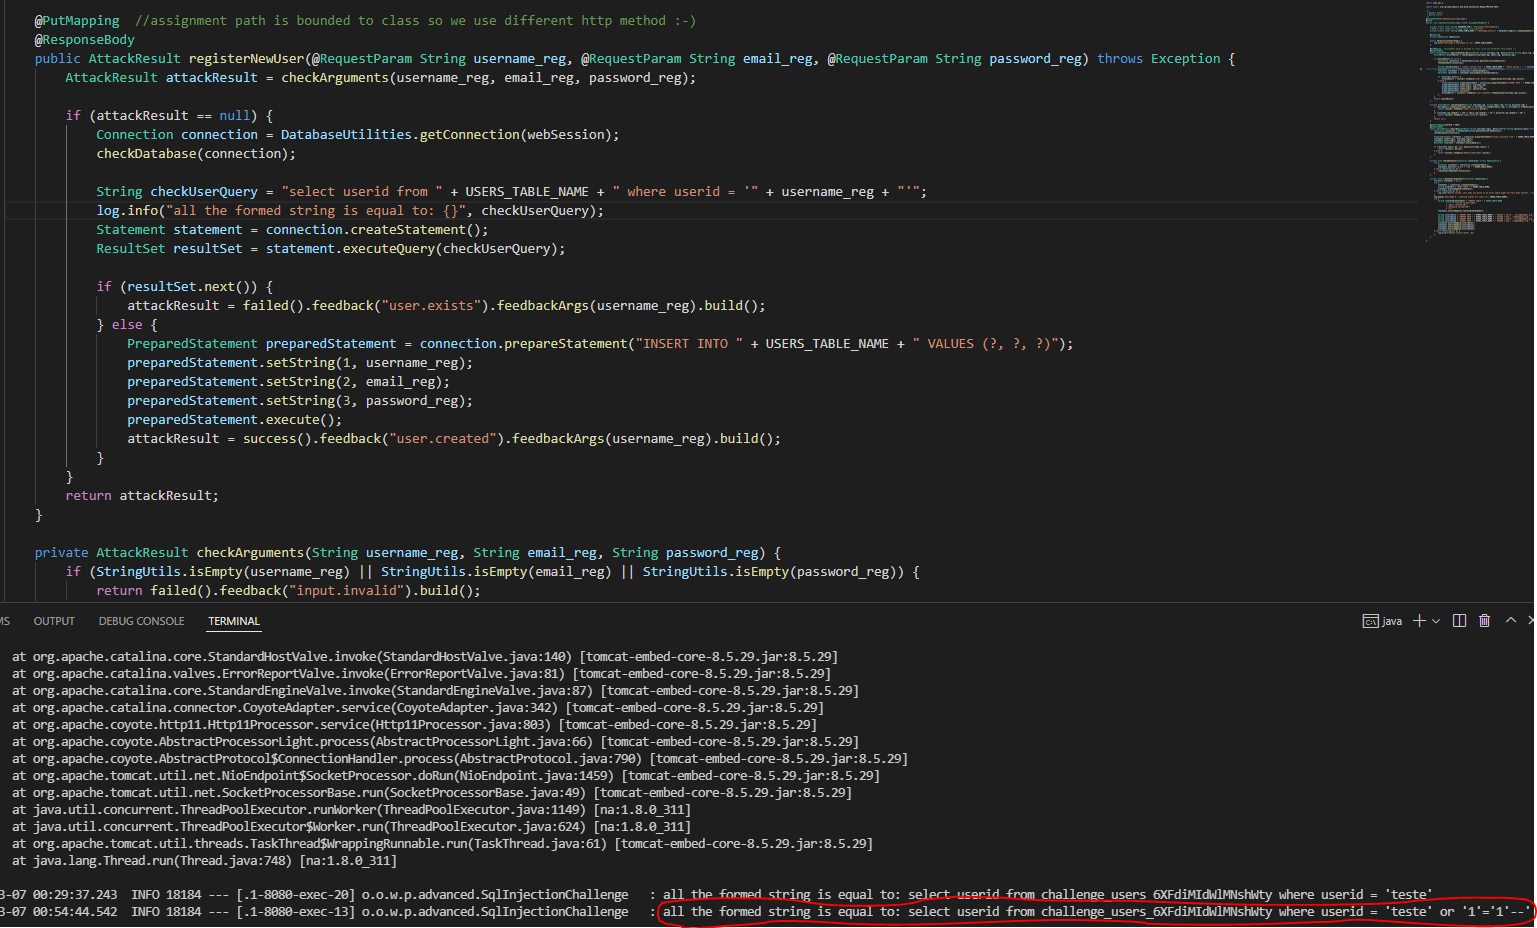 @PutMapping  //assignment path is bounded to class so we use different http method :-)
@ResponseBody
public AttackResult registerNewUser(@RequestParam String username_reg, @RequestParam String email_reg, @RequestParam String password_reg) throws Exception {
    AttackResult attackResult = checkArguments(username_reg, email_reg, password_reg);
    if (attackResult == null) {
        Connection connection = DatabaseUtilities.getConnection(webSession);
        checkDatabase(connection);
        String checkUserQuery = "select userid from " + USERS_TABLE_NAME + " where userid = '" + username_reg + "'";
        log.info("all the formed string is equal to: {}", checkUserQuery);
        Statement statement = connection.createStatement();
        ResultSet resultSet = statement.executeQuery(checkUserQuery);
        if (resultSet.next()) {
            attackResult = failed().feedback("user.exists").feedbackArgs(username_reg).build();
        } else {
            PreparedStatement preparedStatement = connection.prepareStatement("INSERT INTO " + USERS_TABLE_NAME + " VALUES (?, ?, ?)");
            preparedStatement.setString(1, username_reg);
            preparedStatement.setString(2, email_reg);
            preparedStatement.setString(3, password_reg);
            preparedStatement.execute();
            attackResult = success().feedback("user.created").feedbackArgs(username_reg).build();
        }
    }
    return attackResult;
}
private AttackResult checkArguments(String username_reg, String email_reg, String password_reg) {
    if (StringUtils.isEmpty(username_reg) || StringUtils.isEmpty(email_reg) || StringUtils.isEmpty(password_reg)) {
        return failed().feedback("input.invalid").build();
MS OUTPUT DEBUG CONSOLE TERMINAL java
at org.apache.catalina.core.StandardHostValve.invoke(StandardHostValve.java:140) [tomcat-embed-core-8.5.29.jar:8.5.29]
at org.apache.catalina.valves.ErrorReportValve.invoke(ErrorReportValve.java:81) [tomcat-embed-core-8.5.29.jar:8.5.29]
at org.apache.catalina.core.StandardEngineValve.invoke(StandardEngineValve.java:87) [tomcat-embed-core-8.5.29.jar:8.5.29]
at org.apache.catalina.connector.CoyoteAdapter.service(CoyoteAdapter.java:342) [tomcat-embed-core-8.5.29.jar:8.5.29]
at org.apache.coyote.http11.Http11Processor.service(Http11Processor.java:803) [tomcat-embed-core-8.5.29.jar:8.5.29]
at org.apache.coyote.AbstractProcessorLight.process(AbstractProcessorLight.java:66) [tomcat-embed-core-8.5.29.jar:8.5.29]
at org.apache.coyote.AbstractProtocol$ConnectionHandler.process(AbstractProtocol.java:790) [tomcat-embed-core-8.5.29.jar:8.5.29]
at org.apache.tomcat.util.net.NioEndpoint$SocketProcessor.doRun(NioEndpoint.java:1459) [tomcat-embed-core-8.5.29.jar:8.5.29]
at org.apache.tomcat.util.net.SocketProcessorBase.run(SocketProcessorBase.java:49) [tomcat-embed-core-8.5.29.jar:8.5.29]
at java.util.concurrent.ThreadPoolExecutor.runWorker(ThreadPoolExecutor.java:1149) [na:1.8.0_311]
at java.util.concurrent.ThreadPoolExecutor$Worker.run(ThreadPoolExecutor.java:624) [na:1.8.0_311]
at org.apache.tomcat.util.threads.TaskThread$WrappingRunnable.run(TaskThread.java:61) [tomcat-embed-core-8.5.29.jar:8.5.29]
at java.lang.Thread.run(Thread.java:748) [na:1.8.0_311]
3-07 00:29:37.243  INFO 18184 --- [.1-8080-exec-20] o.o.w.p.advanced.SqlInjectionChallenge   : all the formed string is equal to: select userid from challenge_users_6XFdiMIdWlMNshWty where userid = 'teste'
3-07 00:54:44.542  INFO 18184 --- [.1-8080-exec-13] o.o.w.p.advanced.SqlInjectionChallenge   : all the formed string is equal to: select userid from challenge_users_6XFdiMIdWlMNshWty where userid = 'teste' or '1'='1'--'